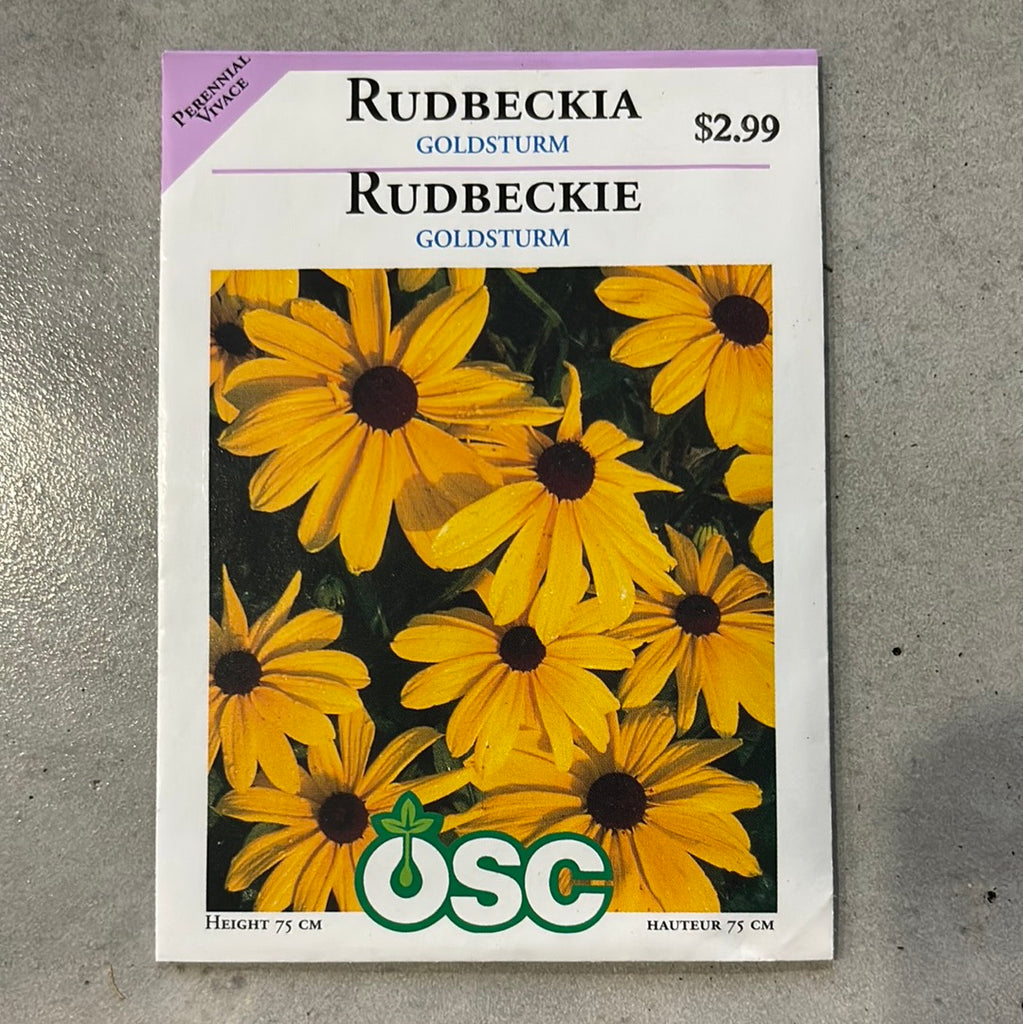 PERENNIAL
VIVACE
RUDBECKIA
GOLDSTURM
$2.99
RUDBECKIE
GOLDSTURM
OSC
HEIGHT 75 CM
HAUTEUR 75 CM